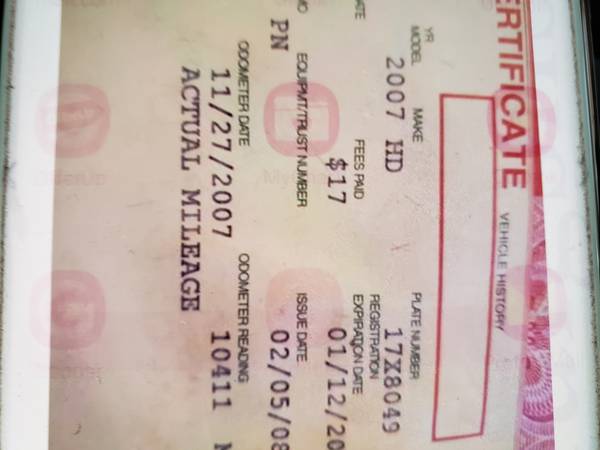 ERTIFICATE
VEHICLE HISTORY
YR
MODEL MAKE PLATE NUMBER
2007 HD 17X8049
REGISTRATION
ATE FEES PAID EXPIRATION DATE
$17 01/12/20
MO EQUIPMT/TRUST NUMBER ISSUE DATE
PN 02/05/08
ODOMETER DATE ODOMETER READING
11/27/2007 10411
ACTUAL MILEAGE